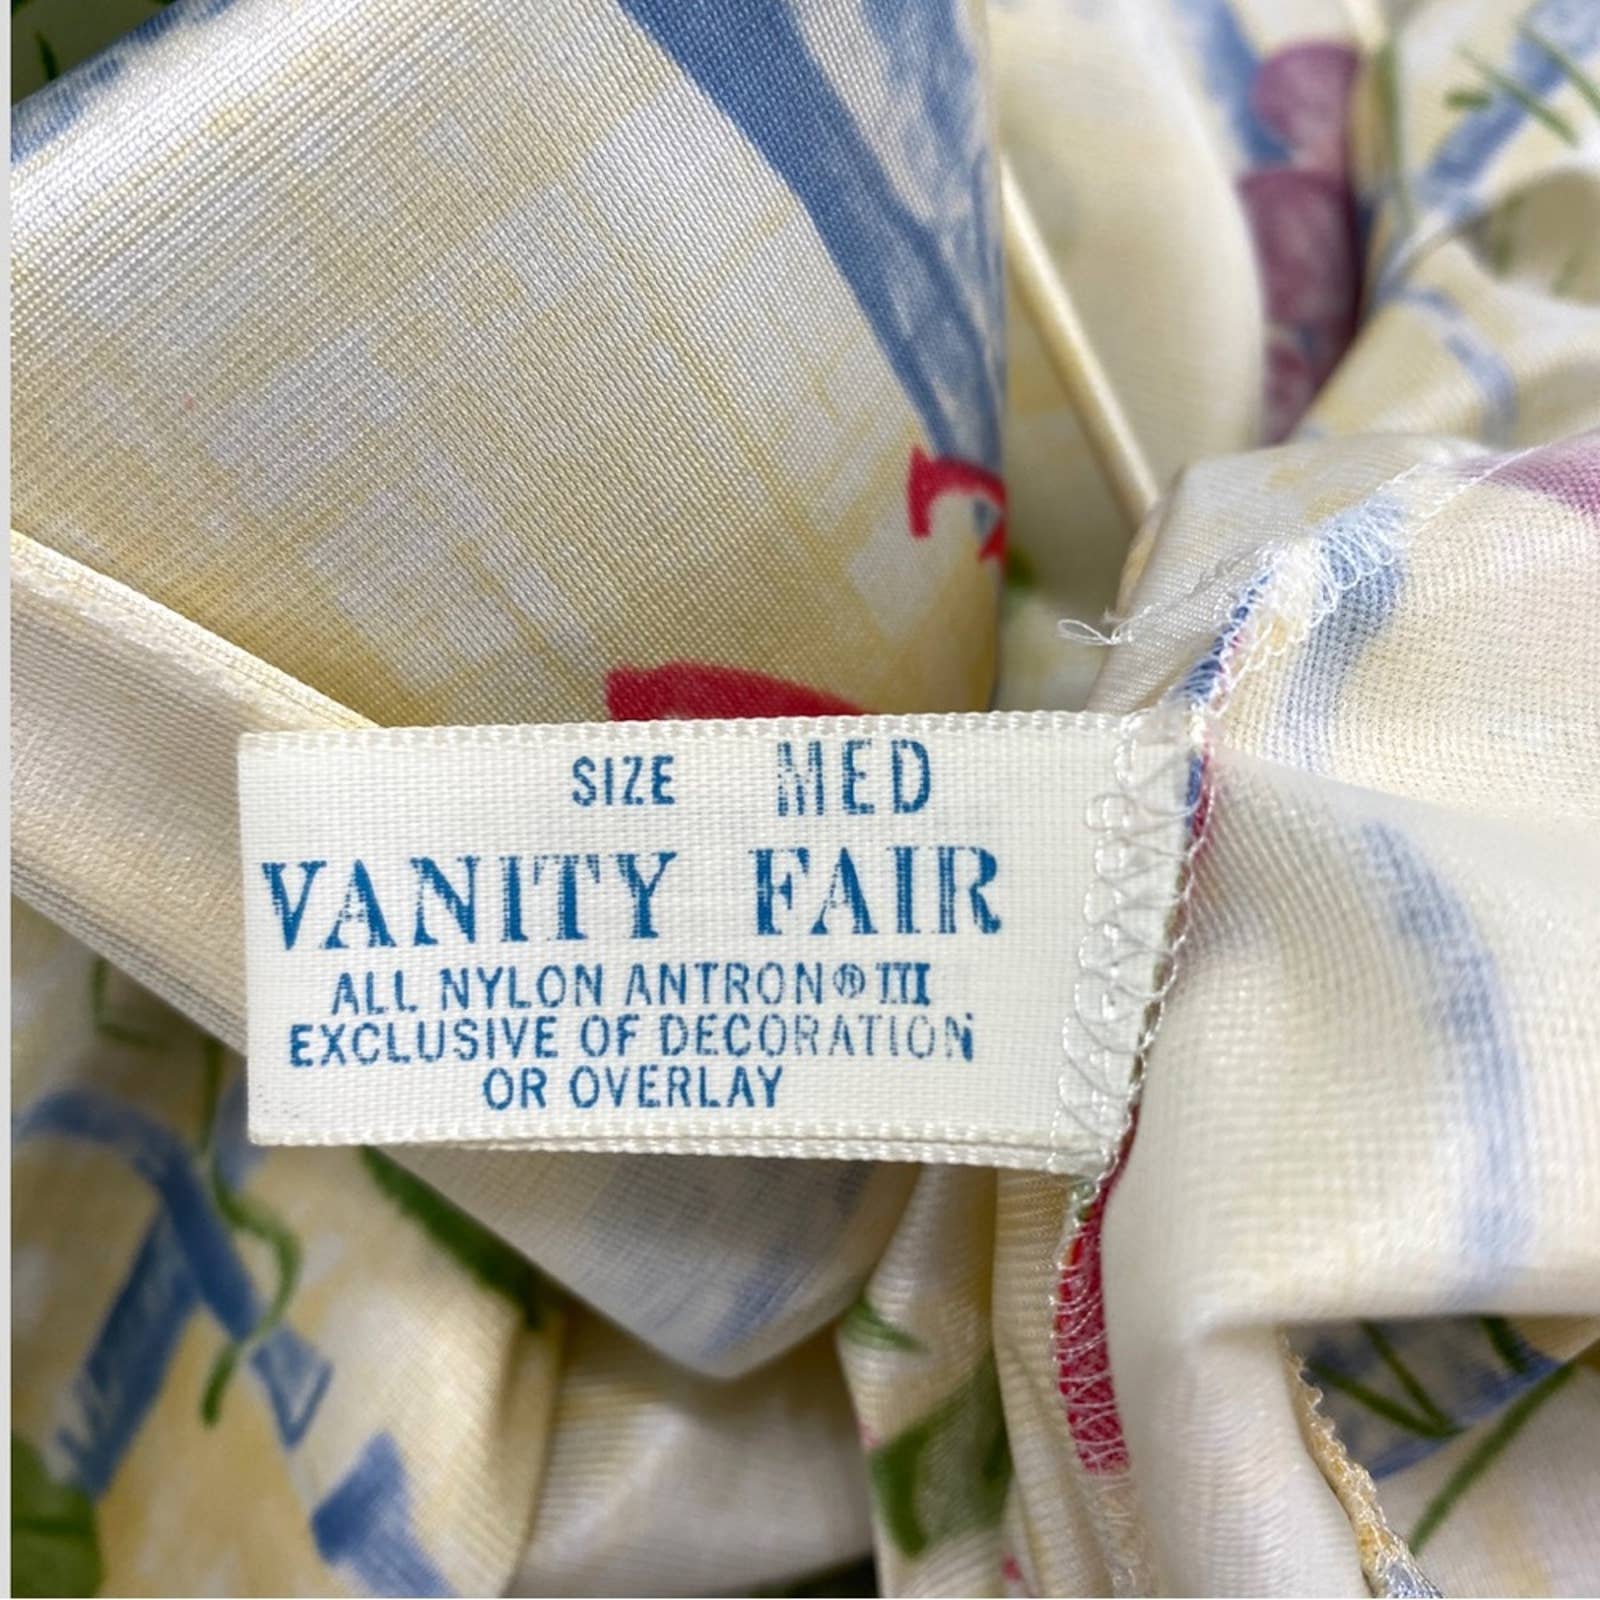 SIZE MED
VANITY FAIR
ALL NYLON ANTRON® III
EXCLUSIVE OF DECORATION
OR OVERLAY